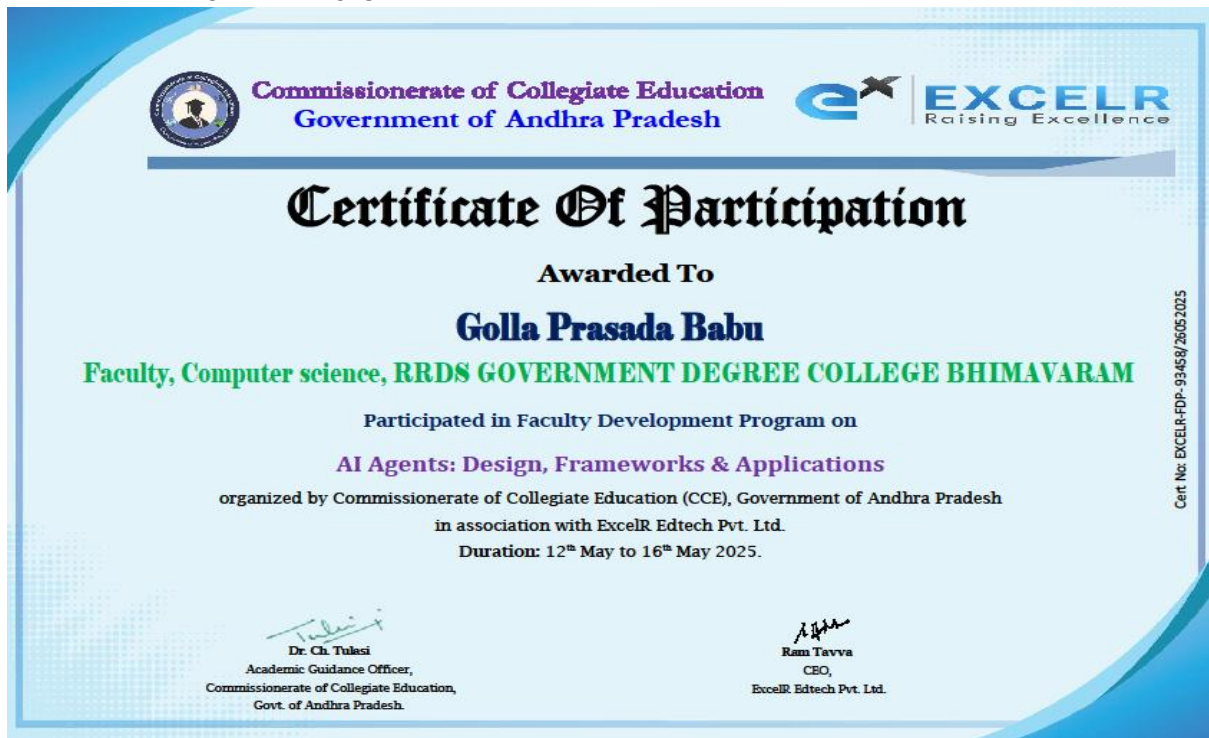 Commissionerate of Collegiate Education
Government of Andhra Pradesh
ex EXCELR
Raising Excellence
Certificate Of Participation
Awarded To
Golla Prasada Babu
Faculty, Computer science, RRDS GOVERNMENT DEGREE COLLEGE BHIMAVARAM
Participated in Faculty Development Program on
AI Agents: Design, Frameworks & Applications
organized by Commissionerate of Collegiate Education (CCE), Government of Andhra Pradesh
in association with ExcelR Edtech Pvt. Ltd.
Duration: 12th May to 16th May 2025.
Dr. Ch. Tulasi
Academic Guidance Officer,
Commissionerate of Collegiate Education,
Govt. of Andhra Pradesh.
Ram Tavva
CEO,
ExcelR Edtech Pvt. Ltd.
Cert No: EXCELR-FDP-93458/26052025